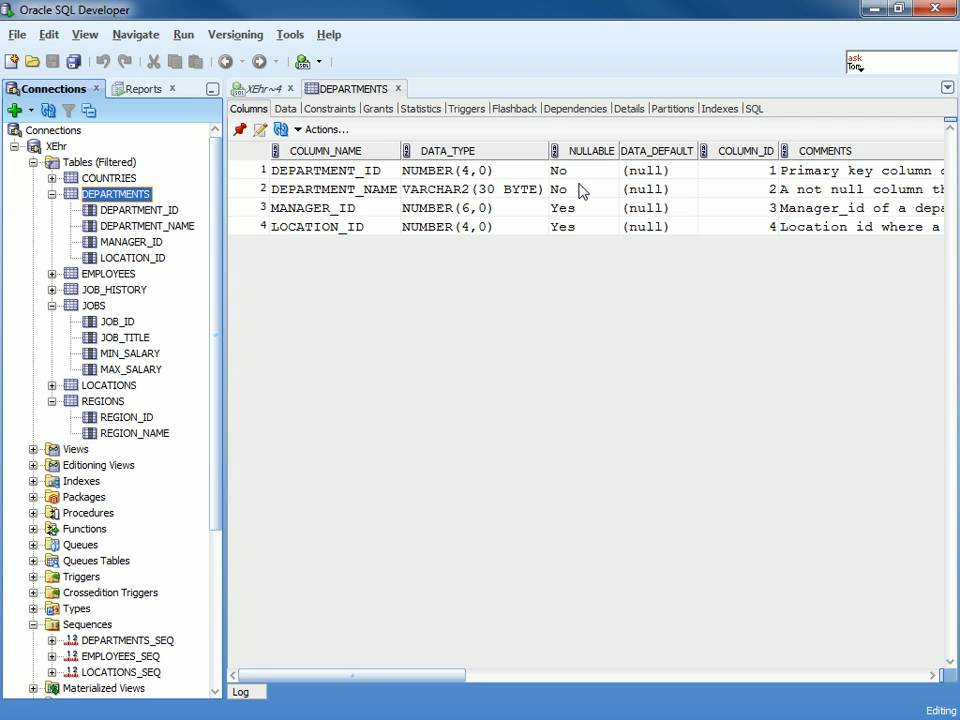 Oracle SQL Developer
File Edit View Navigate Run Versioning Tools Help
ask
Tom
Connections Reports
XEhr~4 DEPARTMENTS
Columns Data Constraints Grants Statistics Triggers Flashback Dependencies Details Partitions Indexes SQL
Actions...
COLUMN_NAME DATA_TYPE NULLABLE DATA_DEFAULT COLUMN_ID COMMENTS
1 DEPARTMENT_ID NUMBER(4,0) No (null) 1 Primary key column
2 DEPARTMENT_NAME VARCHAR2(30 BYTE) No (null) 2 A not null column th
3 MANAGER_ID NUMBER(6,0) Yes (null) 3 Manager_id of a depa
4 LOCATION_ID NUMBER(4,0) Yes (null) 4 Location id where a
Connections
XEhr
Tables (Filtered)
COUNTRIES
DEPARTMENTS
DEPARTMENT_ID
DEPARTMENT_NAME
MANAGER_ID
LOCATION_ID
EMPLOYEES
JOB_HISTORY
JOBS
JOB_ID
JOB_TITLE
MIN_SALARY
MAX_SALARY
LOCATIONS
REGIONS
REGION_ID
REGION_NAME
Views
Editioning Views
Indexes
Packages
Procedures
Functions
Queues
Queues Tables
Triggers
Crossedition Triggers
Types
Sequences
DEPARTMENTS_SEQ
EMPLOYEES_SEQ
LOCATIONS_SEQ
Materialized Views
Log
Editing